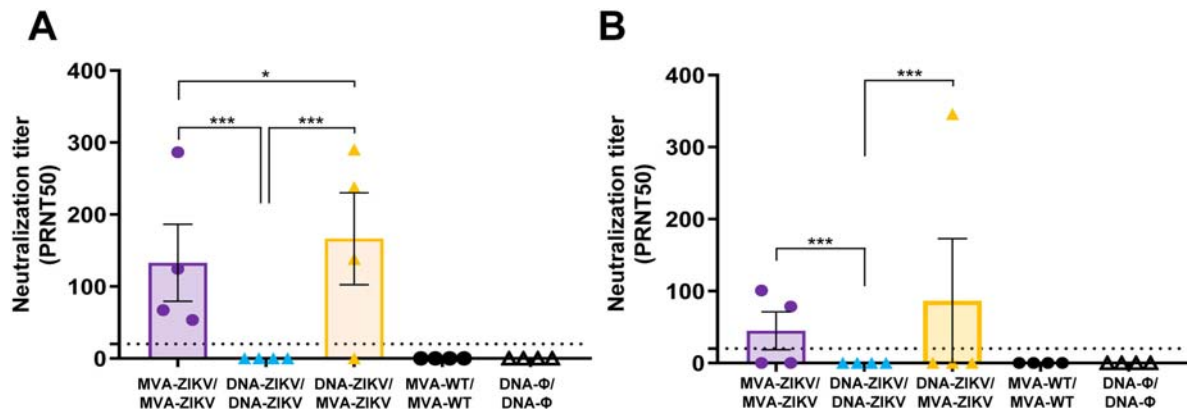 A
Neutralization titer
(PRNT50)
400
300
200
100
0
*
***
***
MVA-ZIKV/
MVA-ZIKV
DNA-ZIKV/
DNA-ZIKV
DNA-ZIKV/
MVA-ZIKV
MVA-WT/
MVA-WT
DNA-Φ/
DNA-Φ
B
Neutralization titer
(PRNT50)
400
300
200
100
0
***
***
MVA-ZIKV/
MVA-ZIKV
DNA-ZIKV/
DNA-ZIKV
DNA-ZIKV/
MVA-ZIKV
MVA-WT/
MVA-WT
DNA-Φ/
DNA-Φ